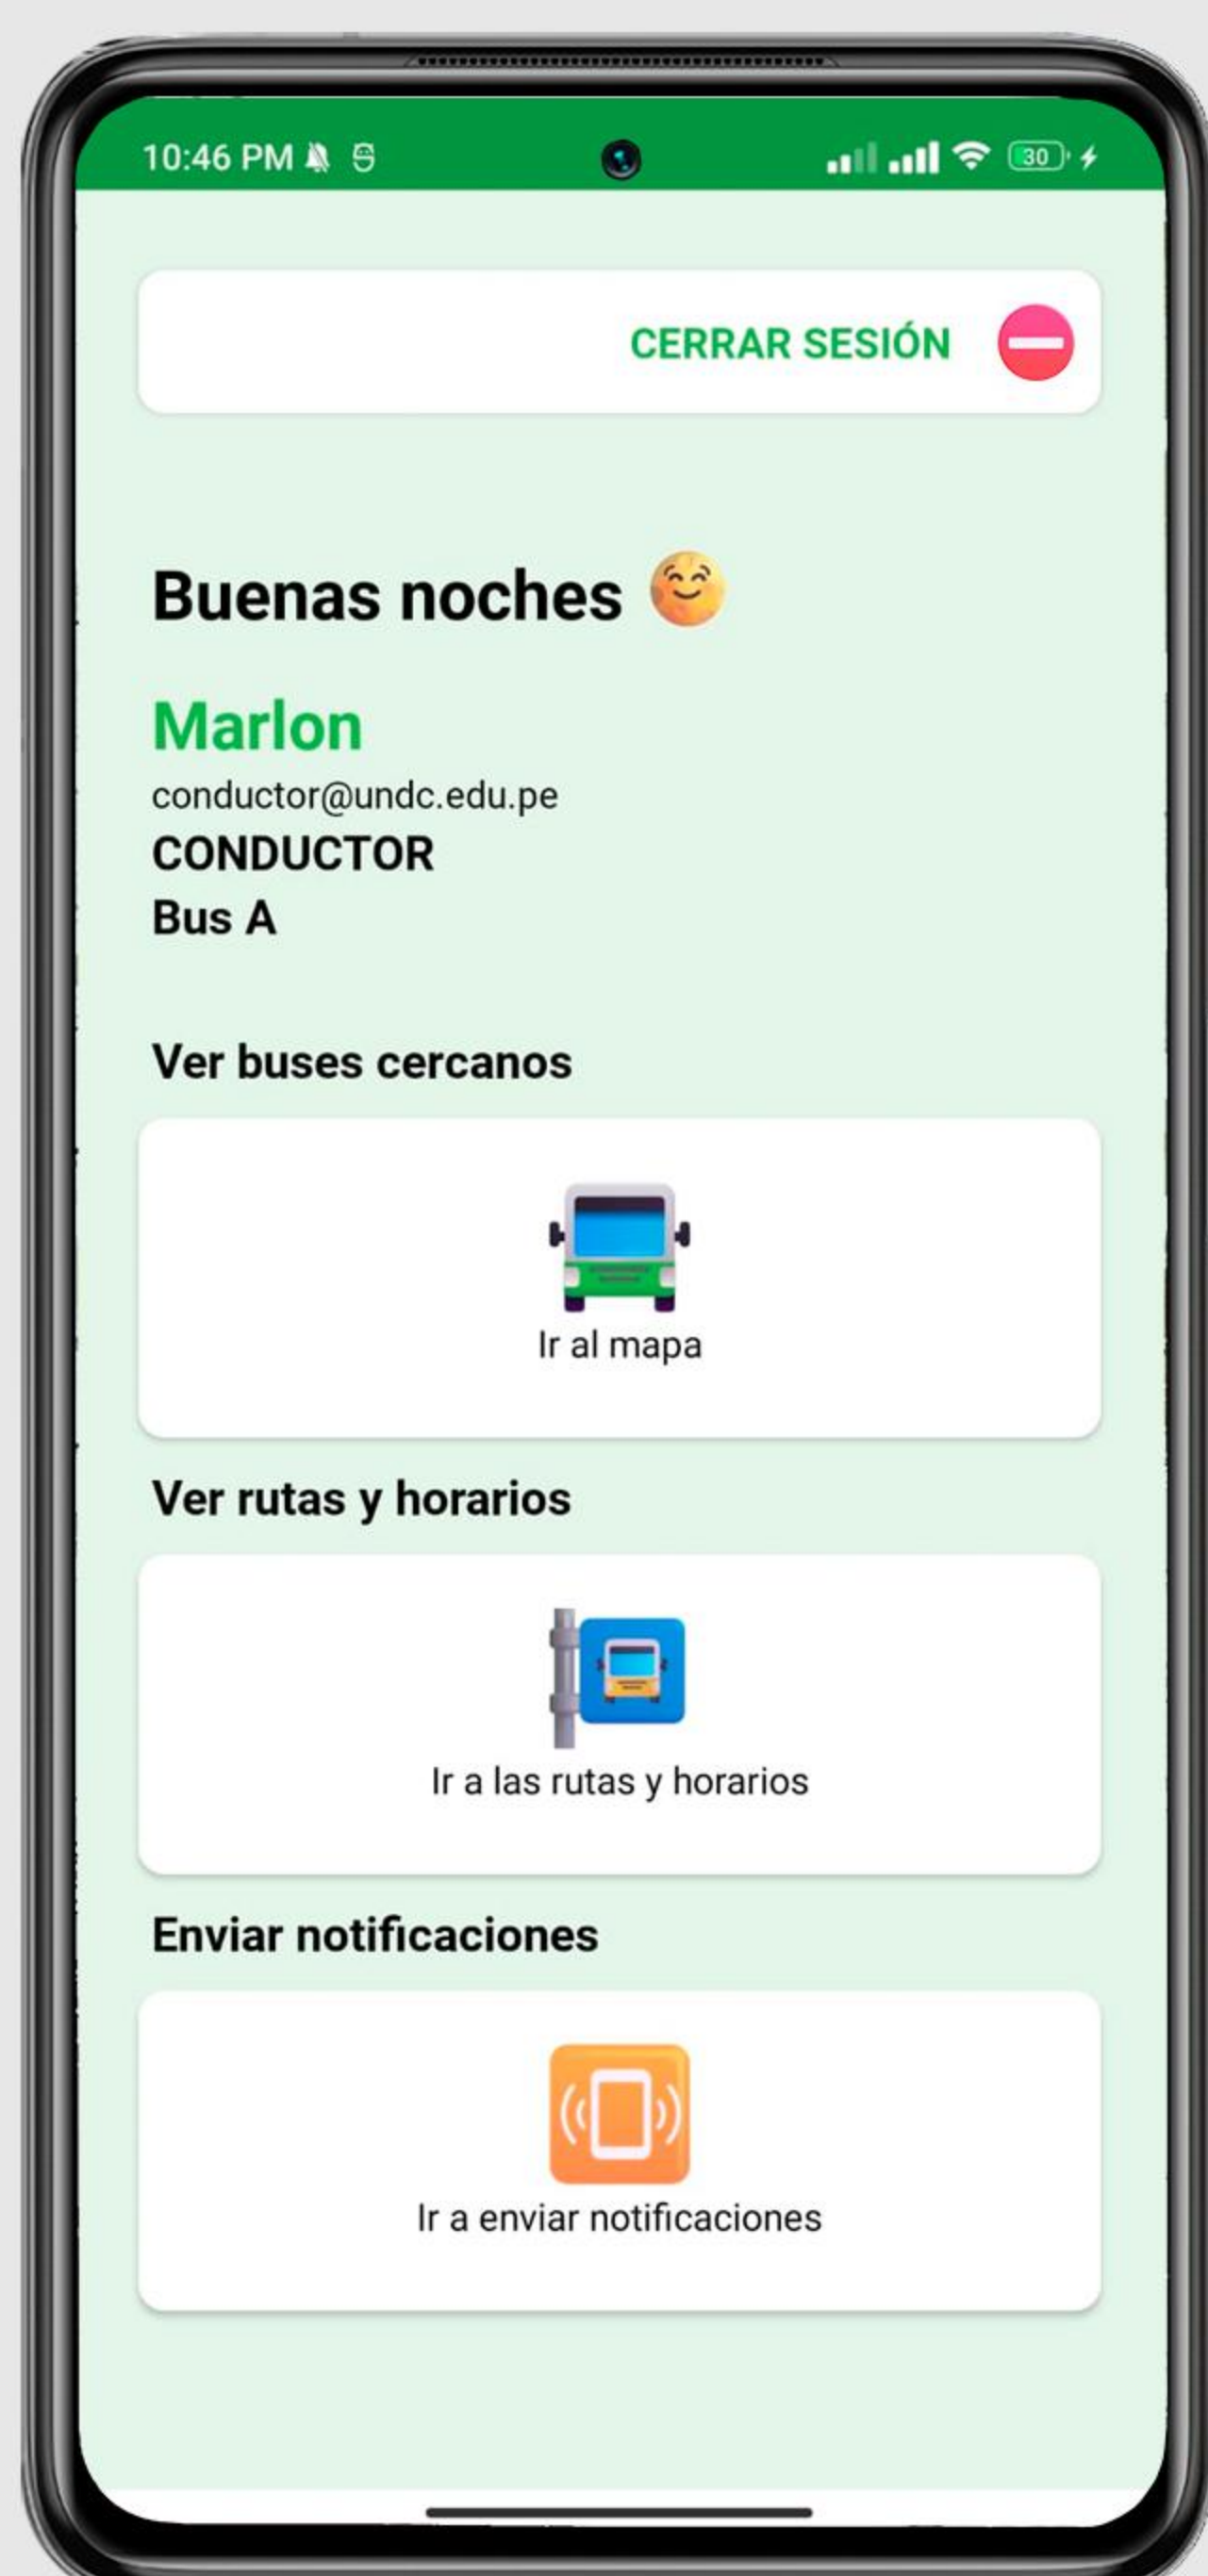 10:46 PM
30
CERRAR SESIÓN
Buenas noches
Marlon
conductor@undc.edu.pe
CONDUCTOR
Bus A
Ver buses cercanos
Ir al mapa
Ver rutas y horarios
Ir a las rutas y horarios
Enviar notificaciones
Ir a enviar notificaciones